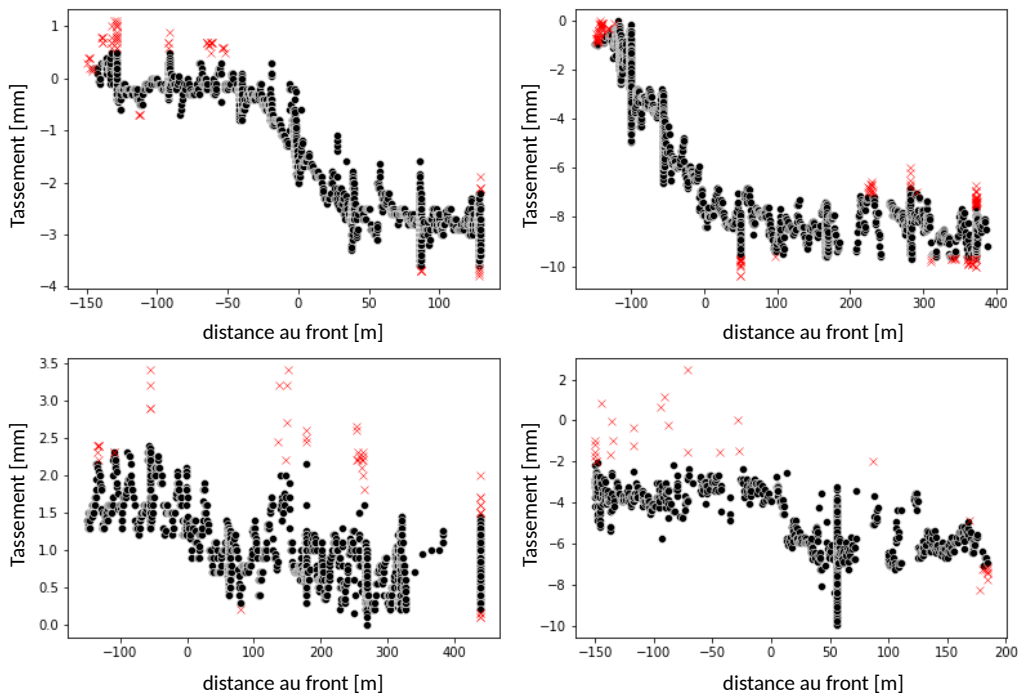 1
0
−1
−2
−3
−4
Tassement [mm]
−150 −100 −50 0 50 100
distance au front [m]
0
−2
−4
−6
−8
−10
Tassement [mm]
−100 0 100 200 300 400
distance au front [m]
3.5
3.0
2.5
2.0
1.5
1.0
0.5
0.0
Tassement [mm]
−100 0 100 200 300 400
distance au front [m]
2
0
−2
−4
−6
−8
−10
Tassement [mm]
−150 −100 −50 0 50 100 150 200
distance au front [m]